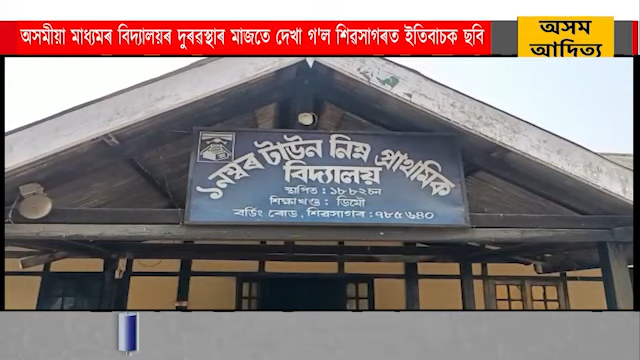 অসমীয়া মাধ্যমৰ বিদ্যালয়ৰ দুৰৱস্থাৰ মাজতে দেখা গ'ল শিৱসাগৰত ইতিবাচক ছবি
অসম
আদিত্য
১নম্বৰ টাউন নিম্ন প্ৰাথমিক
বিদ্যালয়
স্থাপিত : ১৮৮২চন
শিক্ষাখণ্ড : ডিমৌ
বৰ্ডিং ৰোড, শিৱসাগৰ : ৭৮৫৬৪০